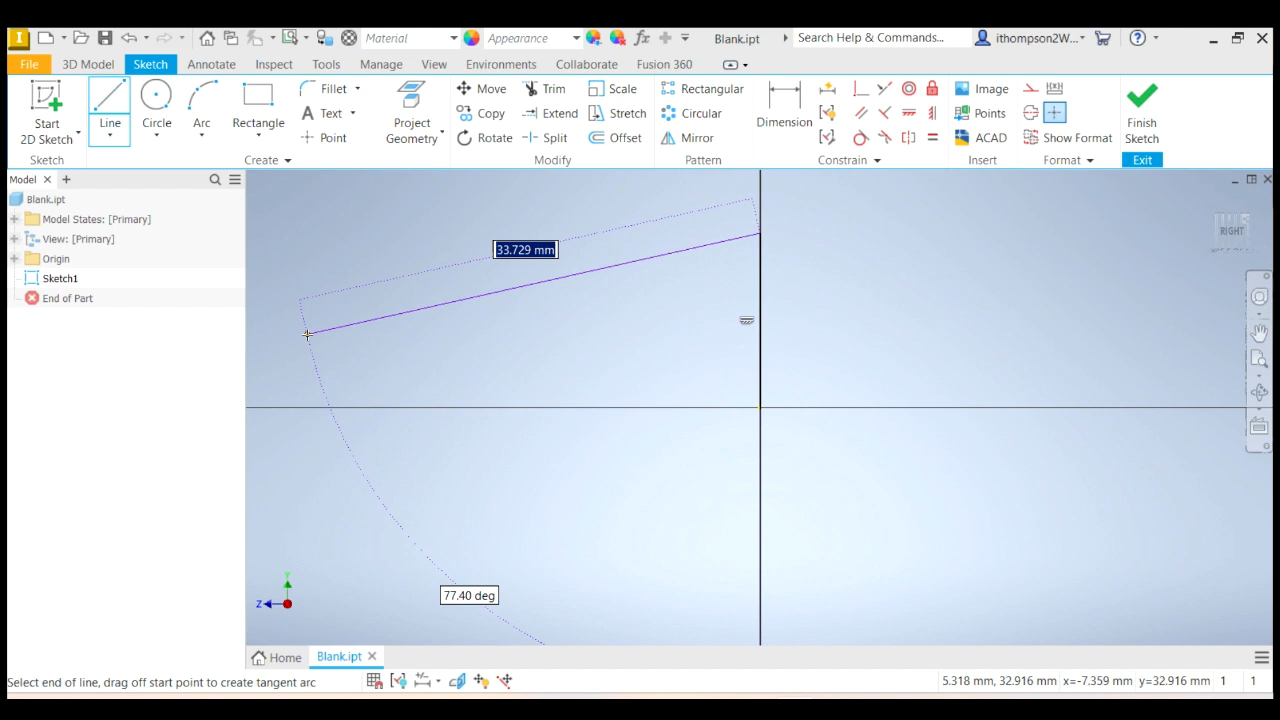 I Material Appearance fx Blank.ipt Search Help & Commands... ithompson2W...
File 3D Model Sketch Annotate Inspect Tools Manage View Environments Collaborate Fusion 360
Start 2D Sketch
Line
Circle
Arc
Rectangle
Fillet
Text
Point
Project Geometry
Move Trim Scale
Copy Extend Stretch
Rotate Split Offset
Rectangular
Circular
Mirror
Dimension
Image
Points
ACAD
Show Format
Finish Sketch
Sketch Create Modify Pattern Constrain Insert Format Exit
Model
Blank.ipt
Model States: [Primary]
View: [Primary]
Origin
Sketch1
End of Part
33.729 mm
RIGHT
77.40 deg
Y
Z
Home Blank.ipt
Select end of line, drag off start point to create tangent arc 5.318 mm, 32.916 mm x=-7.359 mm y=32.916 mm 1 1